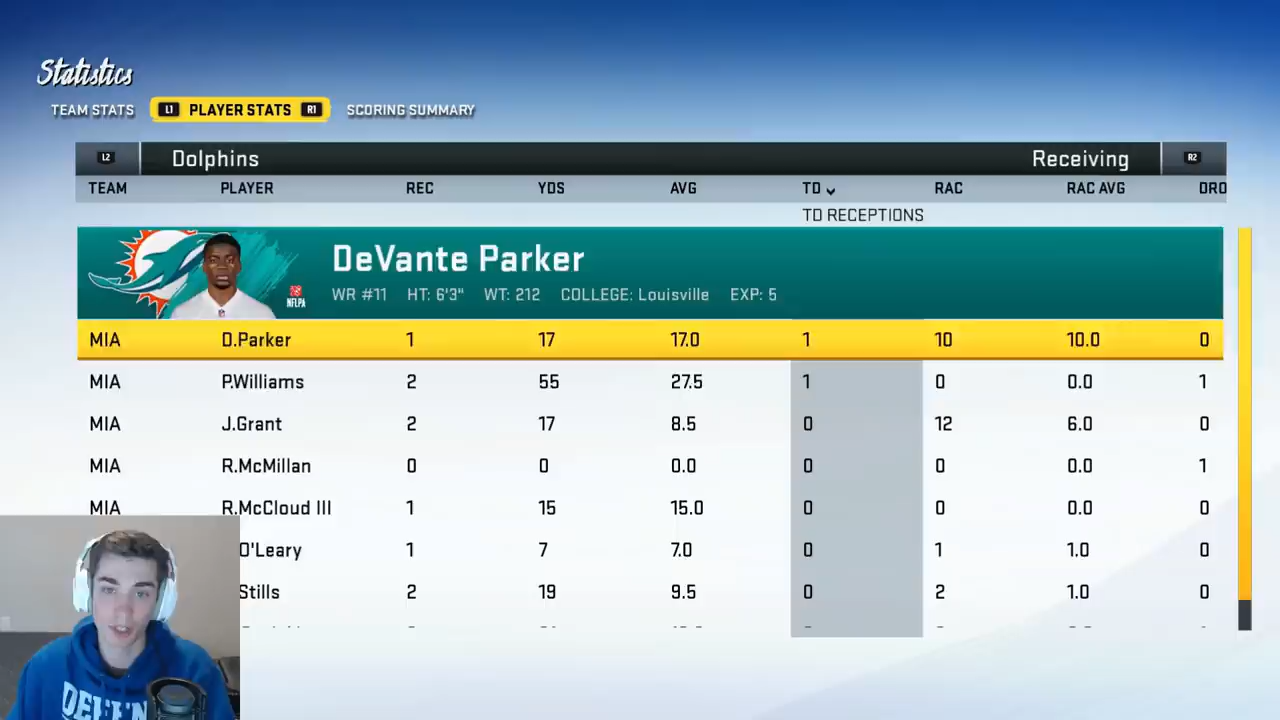 Statistics
TEAM STATS L1 PLAYER STATS R1 SCORING SUMMARY
L2 Dolphins Receiving R2
TEAM PLAYER REC YDS AVG TD RAC RAC AVG DRO
TD RECEPTIONS
DeVante Parker
WR #11 HT: 6'3" WT: 212 COLLEGE: Louisville EXP: 5
NFLPA
MIA D.Parker 1 17 17.0 1 10 10.0 0
MIA P.Williams 2 55 27.5 1 0 0.0 1
MIA J.Grant 2 17 8.5 0 12 6.0 0
MIA R.McMillan 0 0 0.0 0 0 0.0 1
MIA R.McCloud III 1 15 15.0 0 0 0.0 0
O'Leary 1 7 7.0 0 1 1.0 0
Stills 2 19 9.5 0 2 1.0 0